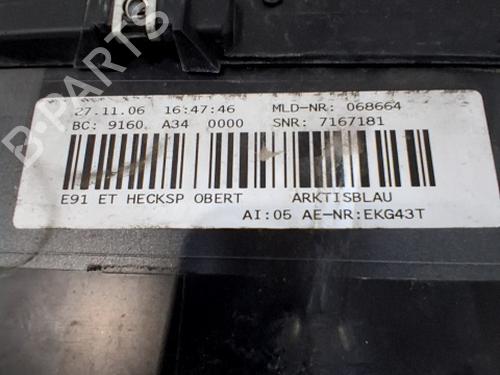 B-PARTS
27.11.06 16:47:46 MLD-NR: 068664
BC: 9160 A34 0000 SNR: 7167181
E91 ET HECKSP OBERT ARKTISBLAU
AI:05 AE-NR:EKG43T